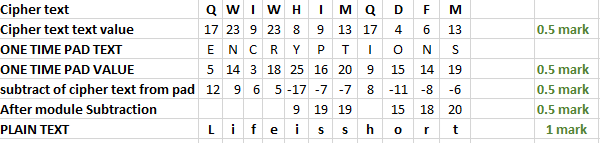 Cipher text Q W I W H I M Q D F M
Cipher text text value 17 23 9 23 8 9 13 17 4 6 13 0.5 mark
ONE TIME PAD TEXT E N C R Y P T I O N S
ONE TIME PAD VALUE 5 14 3 18 25 16 20 9 15 14 19 0.5 mark
subtract of cipher text from pad 12 9 6 5 -17 -7 -7 8 -11 -8 -6 0.5 mark
After module Subtraction 9 19 19 15 18 20 0.5 mark
PLAIN TEXT L i f e i s s h o r t 1 mark